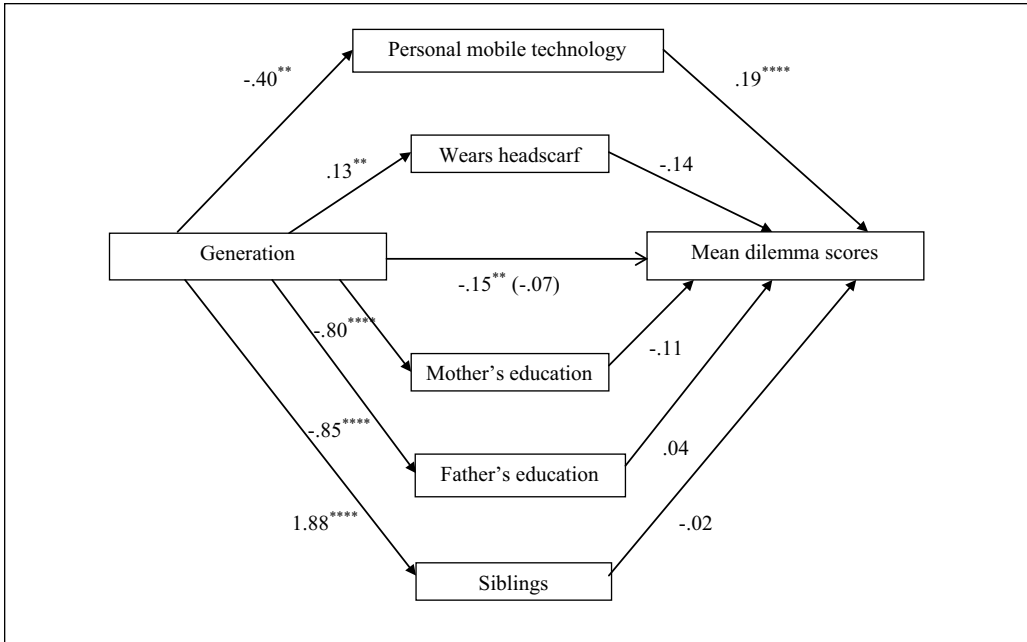 Personal mobile technology
-.40**
.19****
Wears headscarf
.13**
-.14
Generation
Mean dilemma scores
-.15** (-.07)
-.80****
Mother’s education
-.11
-.85****
Father’s education
.04
1.88****
-.02
Siblings